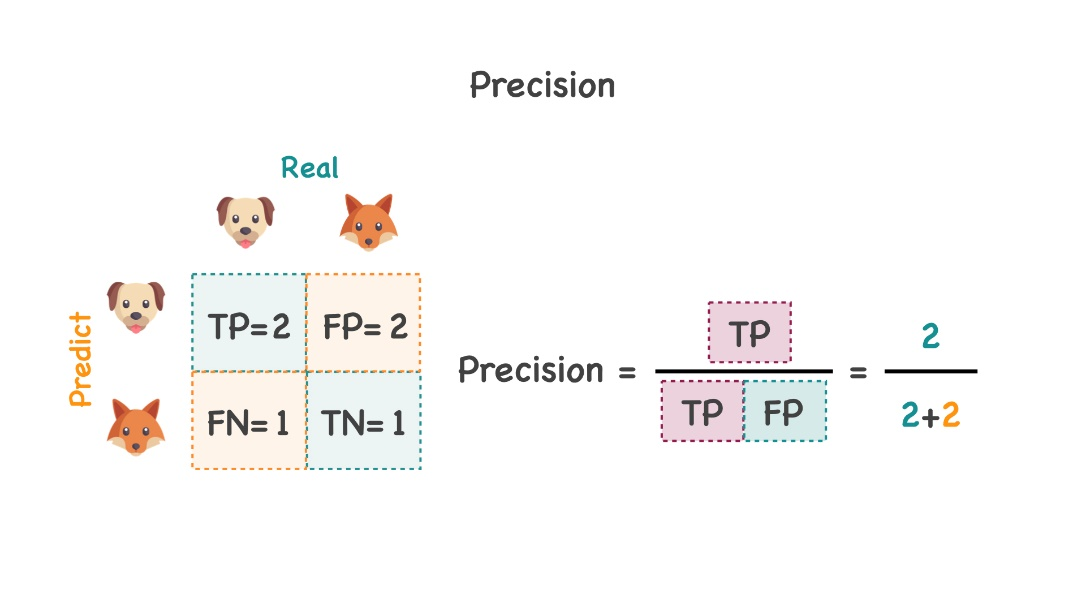 Precision
Real
Predict
TP= 2 FP= 2
FN= 1 TN= 1
Precision = TP / TP FP = 2 / 2+2